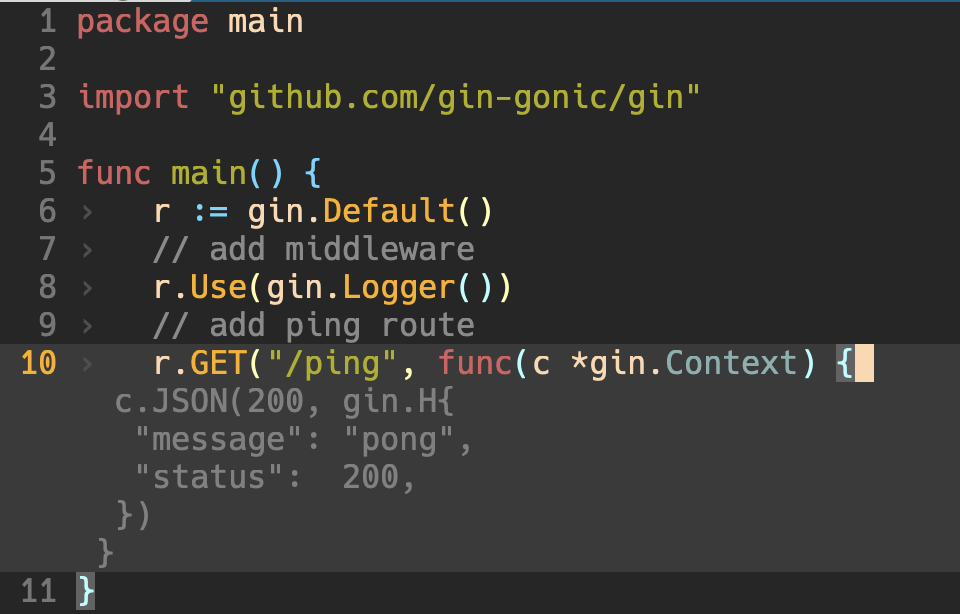 1 package main
2
3 import "github.com/gin-gonic/gin"
4
5 func main() {
6 ›   r := gin.Default()
7 ›   // add middleware
8 ›   r.Use(gin.Logger())
9 ›   // add ping route
10 ›   r.GET("/ping", func(c *gin.Context) {
c.JSON(200, gin.H{
"message": "pong",
"status":  200,
})
}
11 }